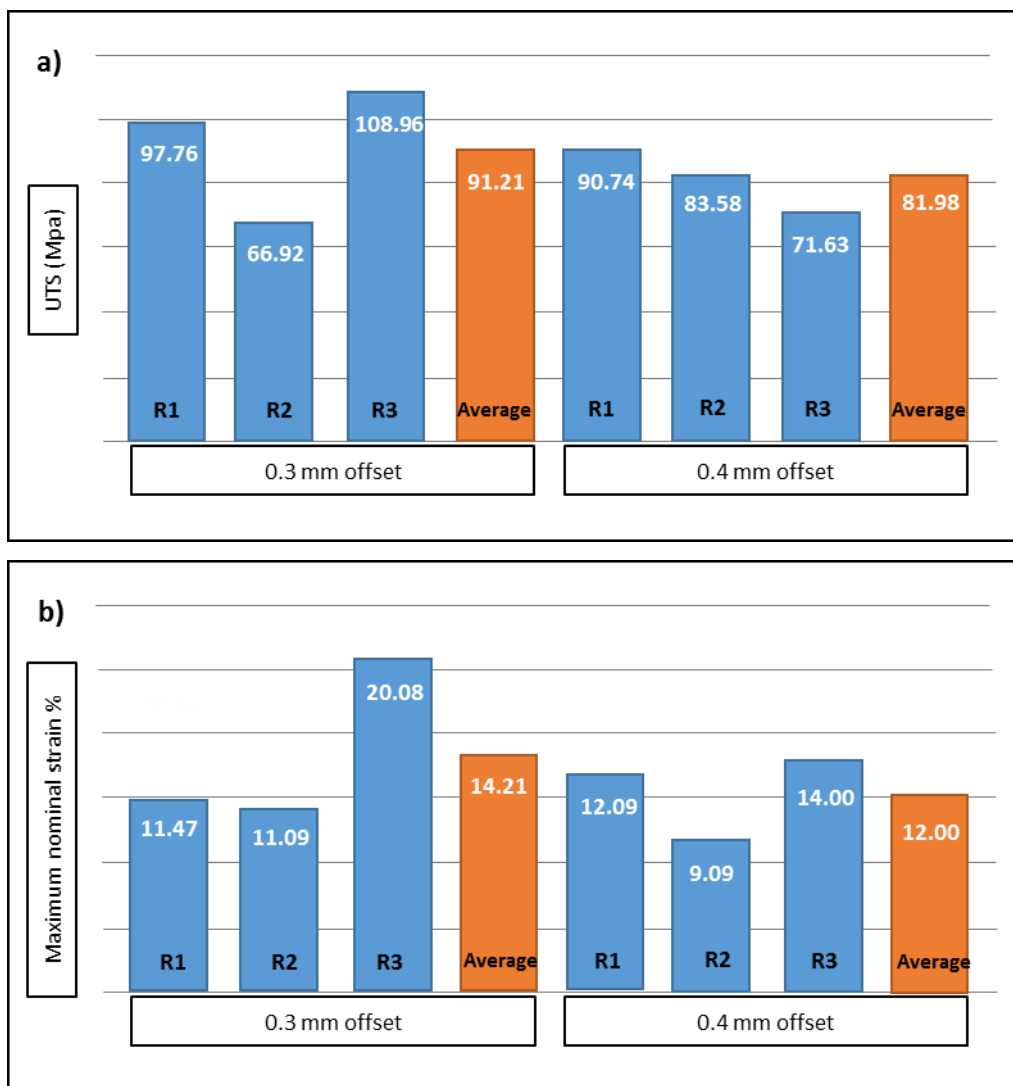 a)
UTS (Mpa)
97.76
66.92
108.96
91.21
90.74
83.58
71.63
81.98
R1
R2
R3
Average
R1
R2
R3
Average
0.3 mm offset
0.4 mm offset
b)
Maximum nominal strain %
11.47
11.09
20.08
14.21
12.09
9.09
14.00
12.00
R1
R2
R3
Average
R1
R2
R3
Average
0.3 mm offset
0.4 mm offset